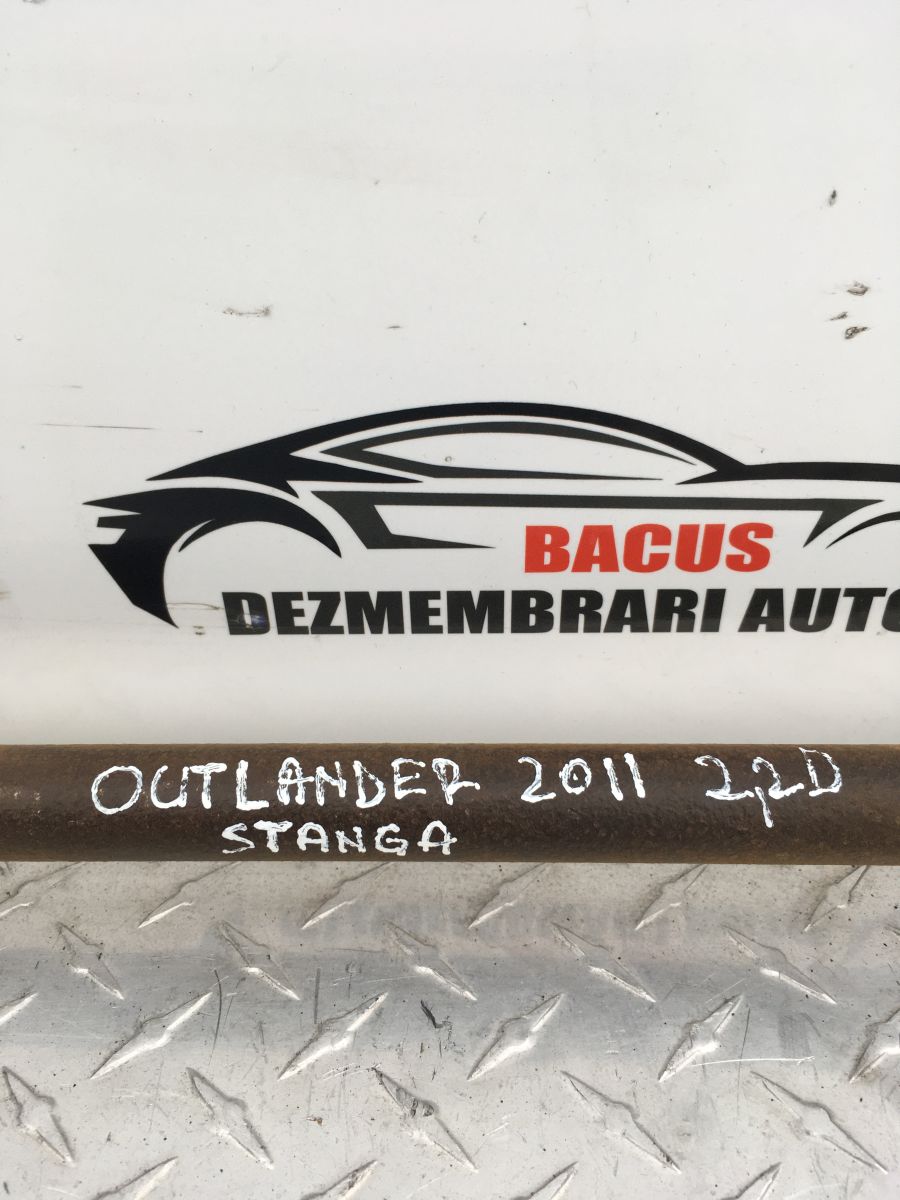 BACUS
DEZMEMBRARI AUTO
OUTLANDER 2011 2,2D
STANGA